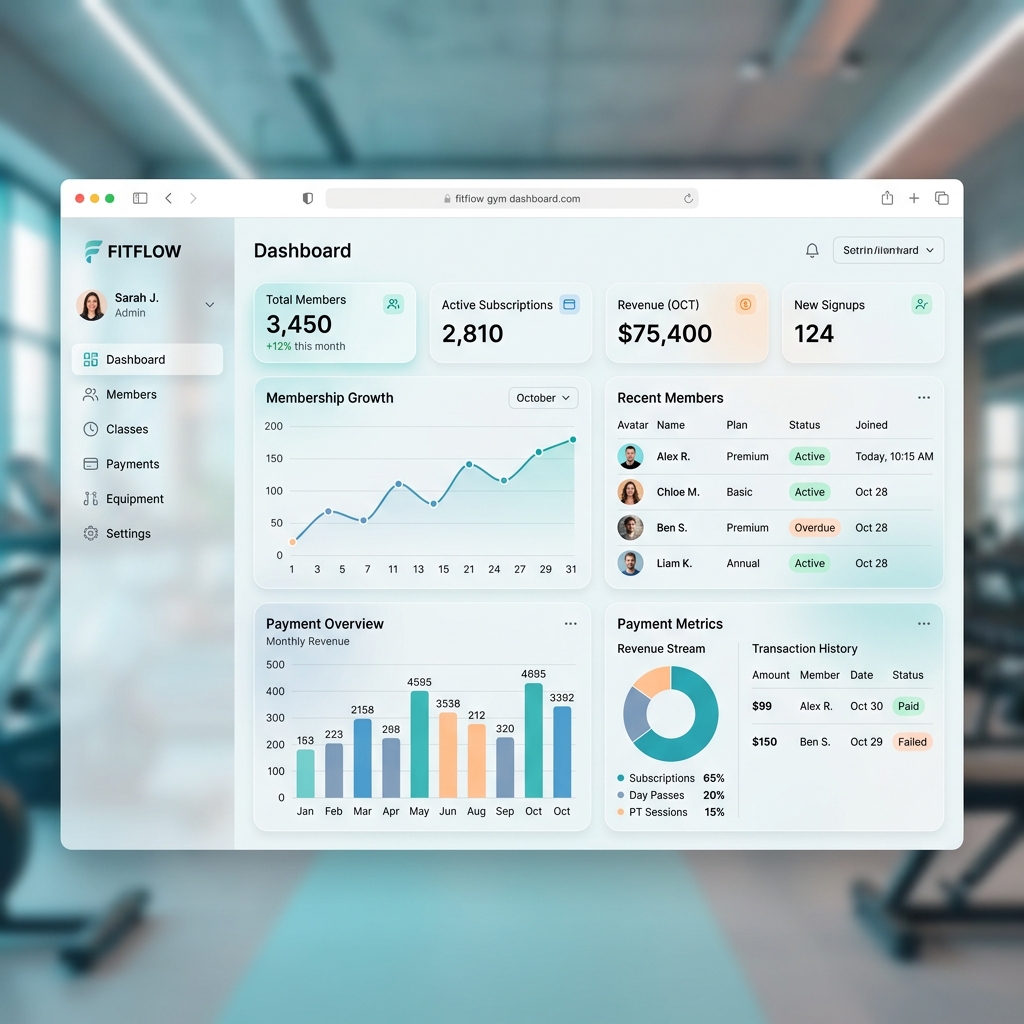 fitflow gym dashboard.com
FITFLOW
Sarah J.
Admin
Dashboard
Members
Classes
Payments
Equipment
Settings
Dashboard
Total Members
3,450
+12% this month
Active Subscriptions
2,810
Revenue (OCT)
$75,400
New Signups
124
Membership Growth
October
200
150
100
50
0
1 3 5 7 11 13 15 21 24 27 29 31
Recent Members
Avatar Name Plan Status Joined
Alex R. Premium Active Today, 10:15 AM
Chloe M. Basic Active Oct 28
Ben S. Premium Overdue Oct 28
Liam K. Annual Active Oct 28
Payment Overview
Monthly Revenue
500
400
300
200
100
0
153 223 2158 298 4595 3538 212 320 4695 3392
Jan Feb Mar Apr May Jun Aug Sep Oct Oct
Payment Metrics
Revenue Stream
Subscriptions 65%
Day Passes 20%
PT Sessions 15%
Transaction History
Amount Member Date Status
$99 Alex R. Oct 30 Paid
$150 Ben S. Oct 29 Failed